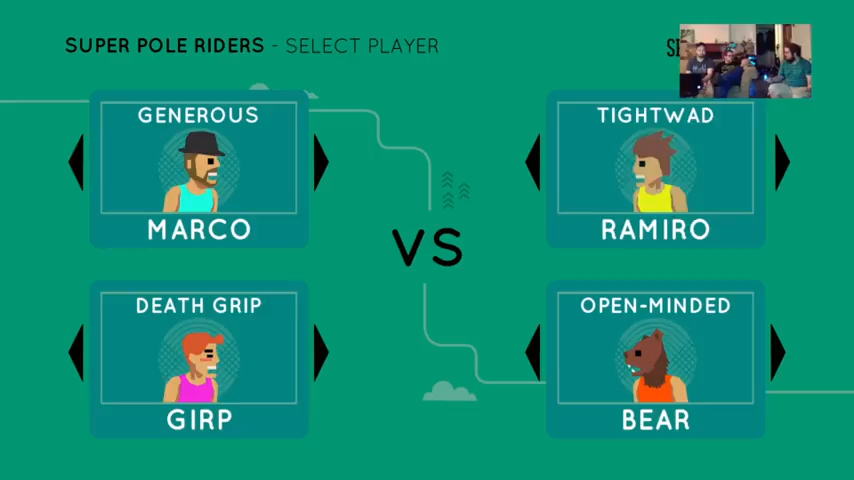 SUPER POLE RIDERS - SELECT PLAYER
GENEROUS
MARCO
TIGHTWAD
RAMIRO
VS
DEATH GRIP
GIRP
OPEN-MINDED
BEAR